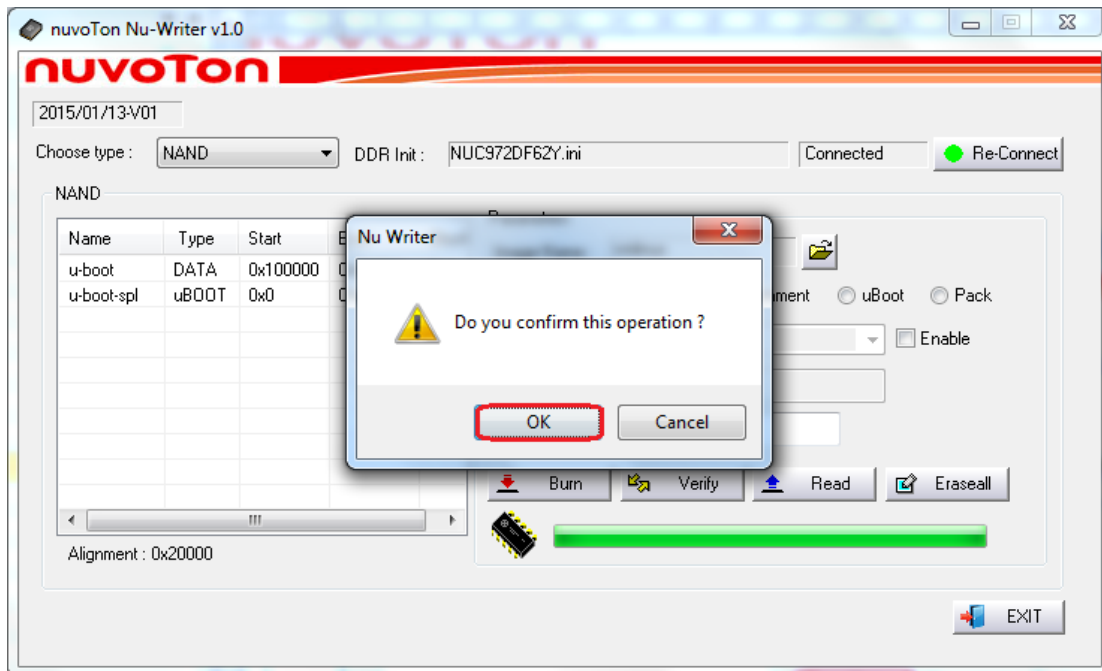 nuvoTon Nu-Writer v1.0
nuvoTon
2015/01/13-V01
Choose type : NAND DDR Init : NUC972DF62Y.ini Connected Re-Connect
NAND
Name Type Start
u-boot DATA 0x100000
u-boot-spl uBOOT 0x0
Nu Writer
Do you confirm this operation ?
OK Cancel
uBoot Pack
Enable
Burn Verify Read Eraseall
Alignment : 0x20000
EXIT